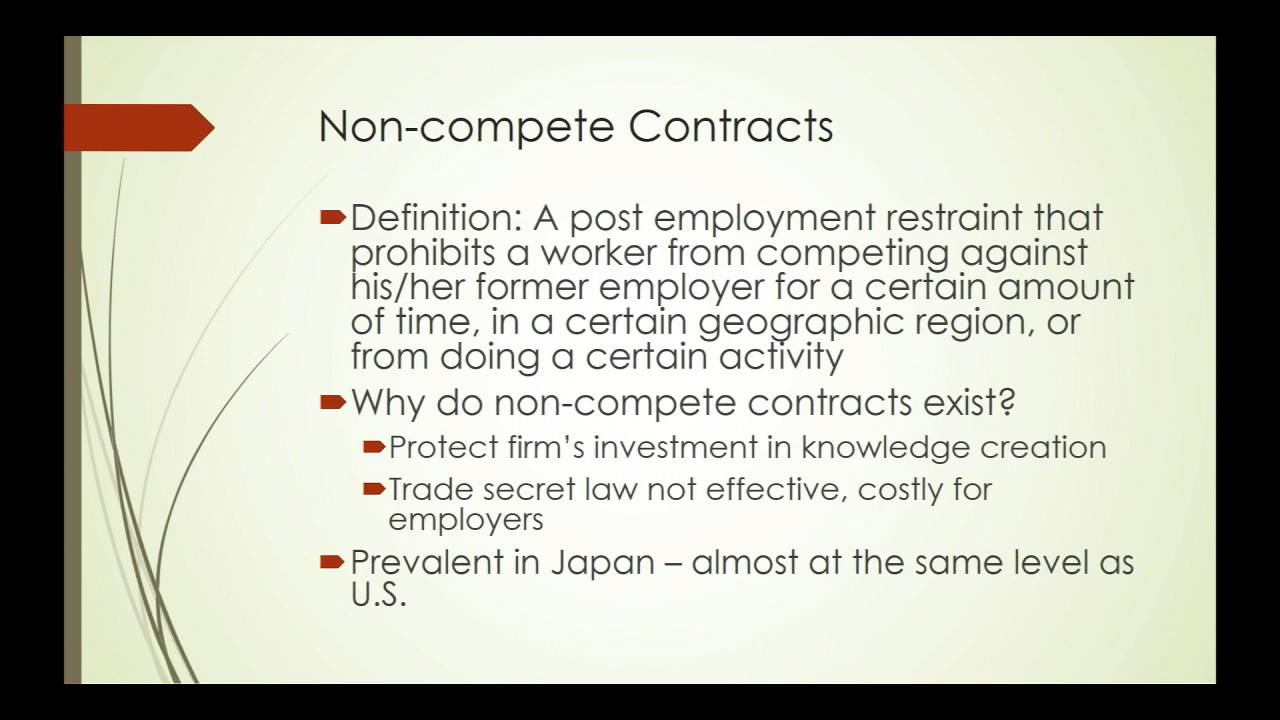 Non-compete Contracts
Definition: A post employment restraint that
prohibits a worker from competing against
his/her former employer for a certain amount
of time, in a certain geographic region, or
from doing a certain activity
Why do non-compete contracts exist?
Protect firm's investment in knowledge creation
Trade secret law not effective, costly for
employers
Prevalent in Japan – almost at the same level as
U.S.